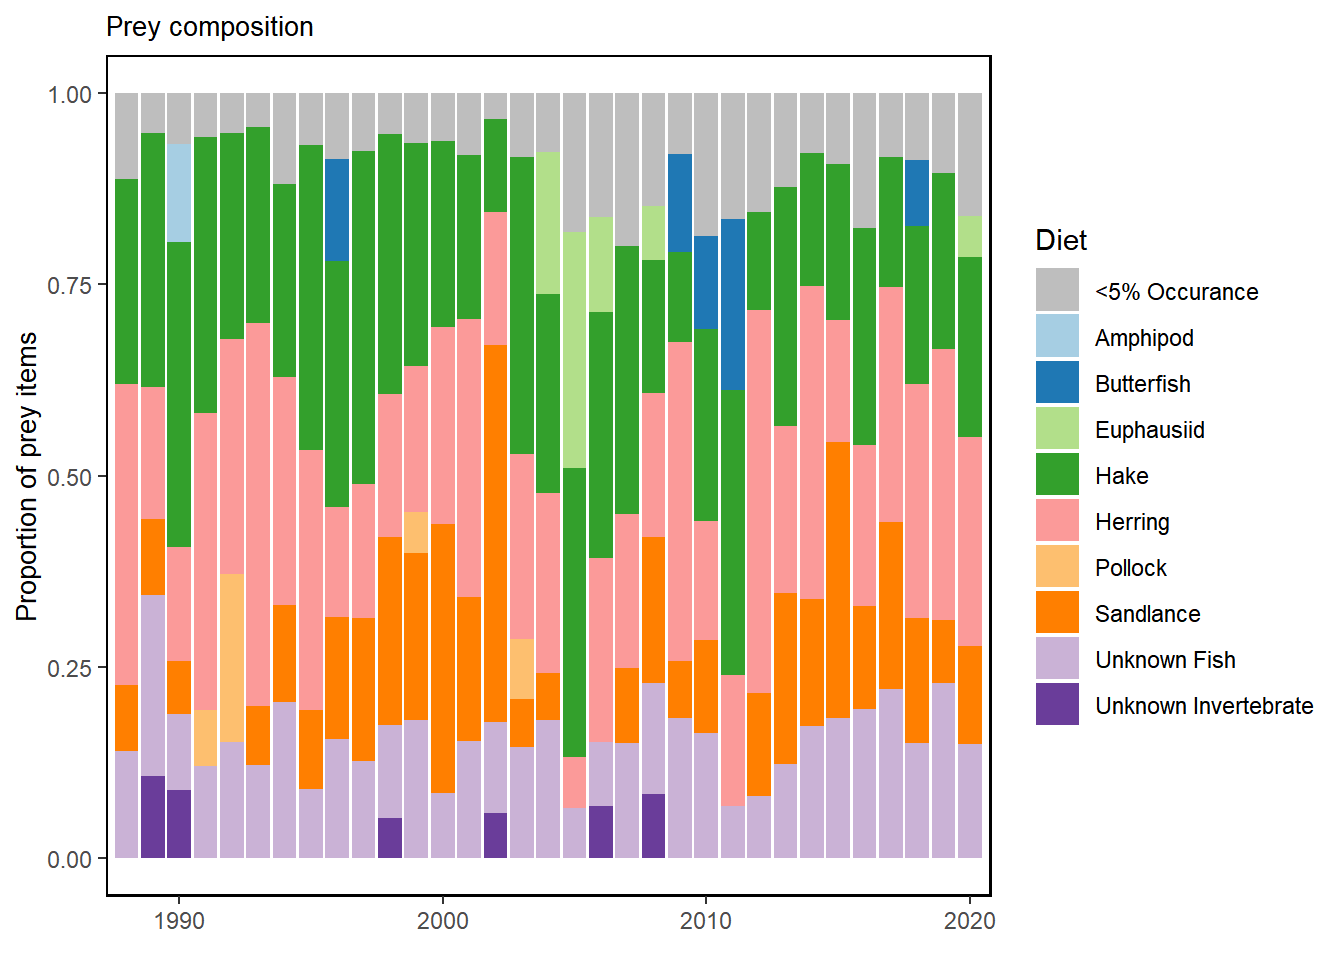 Prey composition
Proportion of prey items
1.00
0.75
0.50
0.25
0.00
1990
2000
2010
2020
Diet
<5% Occurance
Amphipod
Butterfish
Euphausiid
Hake
Herring
Pollock
Sandlance
Unknown Fish
Unknown Invertebrate